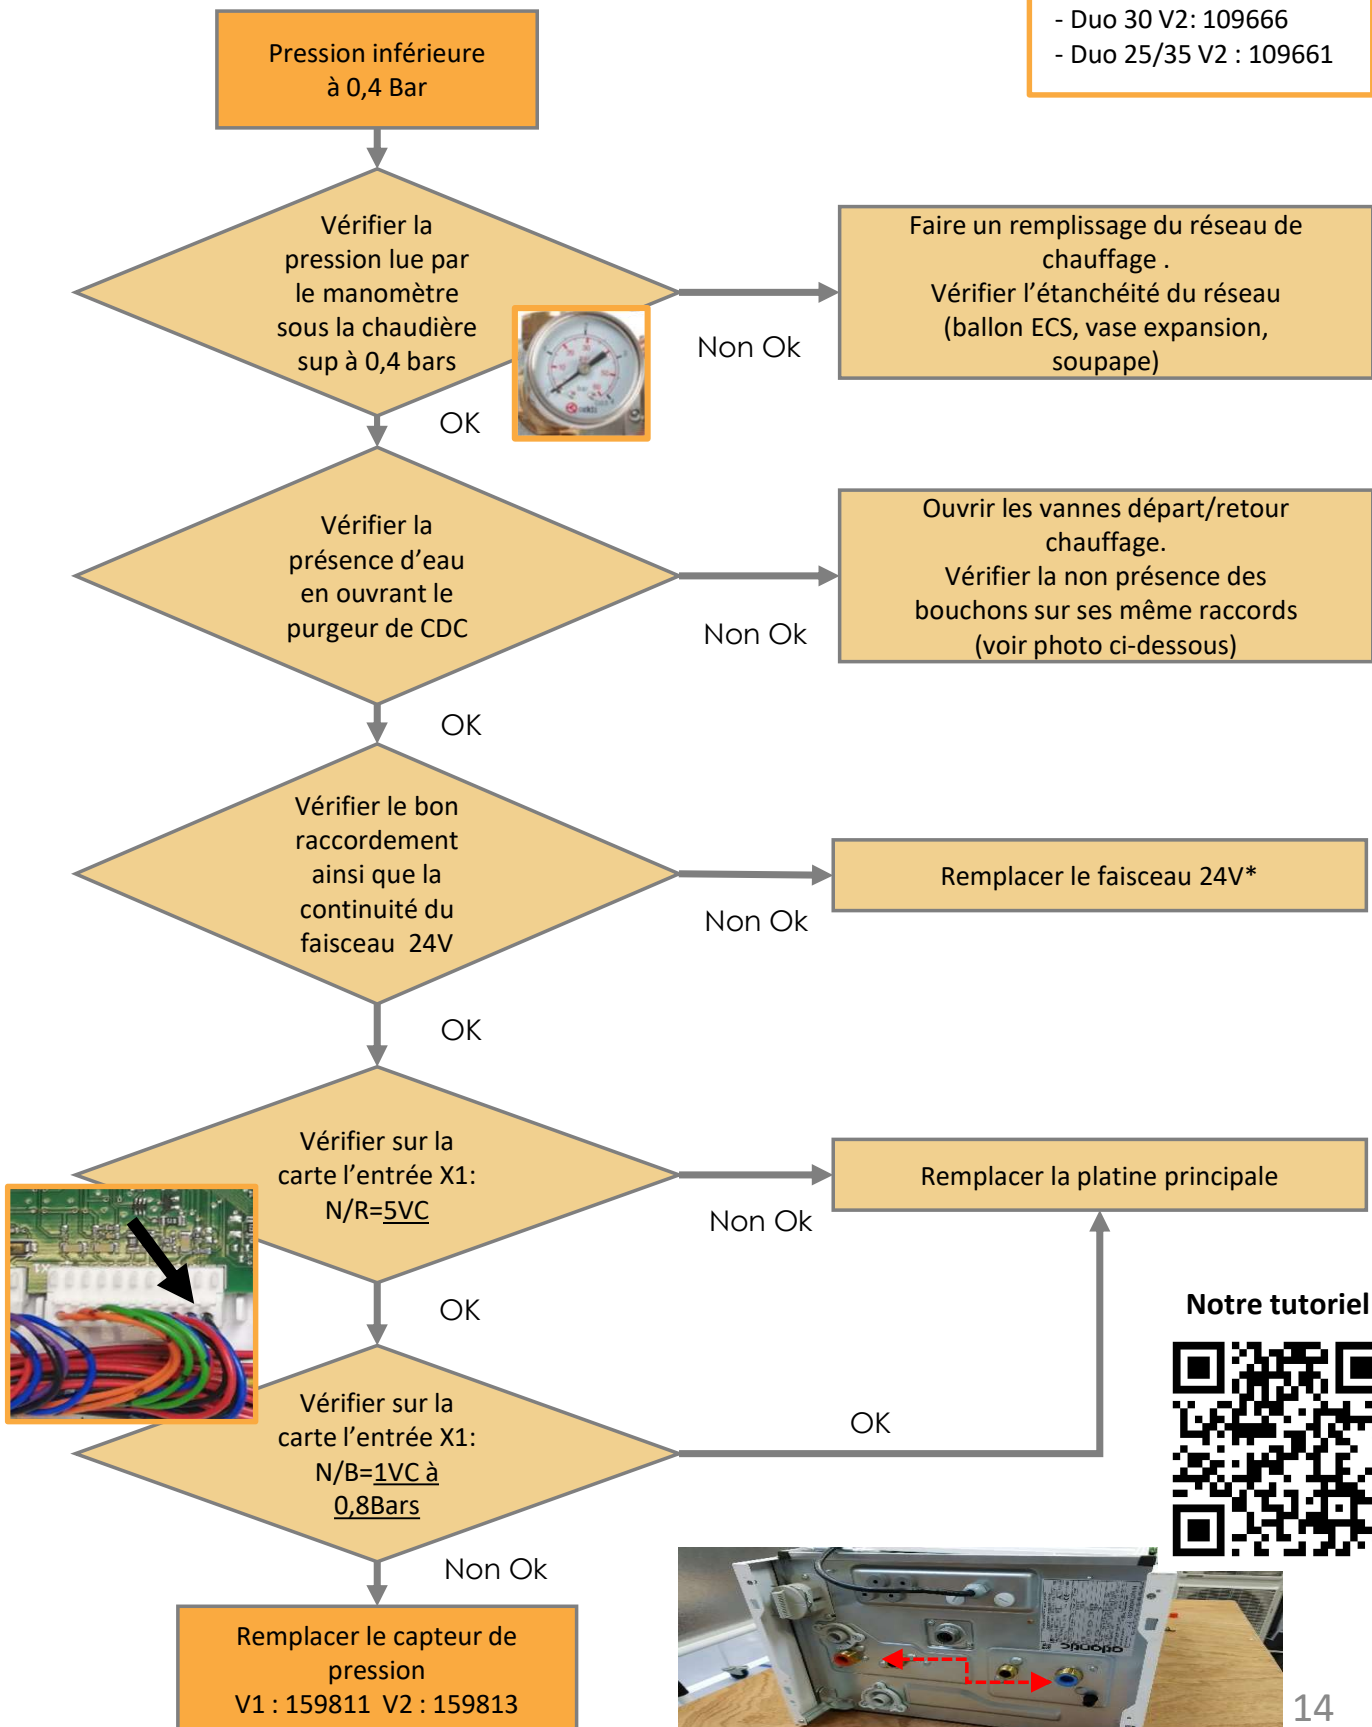 - Duo 30 V2: 109666
- Duo 25/35 V2 : 109661
Pression inférieure
à 0,4 Bar
Vérifier la
pression lue par
le manomètre
sous la chaudière
sup à 0,4 bars
Non Ok
Faire un remplissage du réseau de
chauffage .
Vérifier l’étanchéité du réseau
(ballon ECS, vase expansion,
soupape)
OK
Vérifier la
présence d’eau
en ouvrant le
purgeur de CDC
Non Ok
Ouvrir les vannes départ/retour
chauffage.
Vérifier la non présence des
bouchons sur ses même raccords
(voir photo ci-dessous)
OK
Vérifier le bon
raccordement
ainsi que la
continuité du
faisceau 24V
Non Ok
Remplacer le faisceau 24V*
OK
Vérifier sur la
carte l’entrée X1:
N/R=5VC
Non Ok
Remplacer la platine principale
OK
Vérifier sur la
carte l’entrée X1:
N/B=1VC à
0,8Bars
OK
Notre tutoriel
Non Ok
Remplacer le capteur de
pression
V1 : 159811 V2 : 159813
atlantic
14